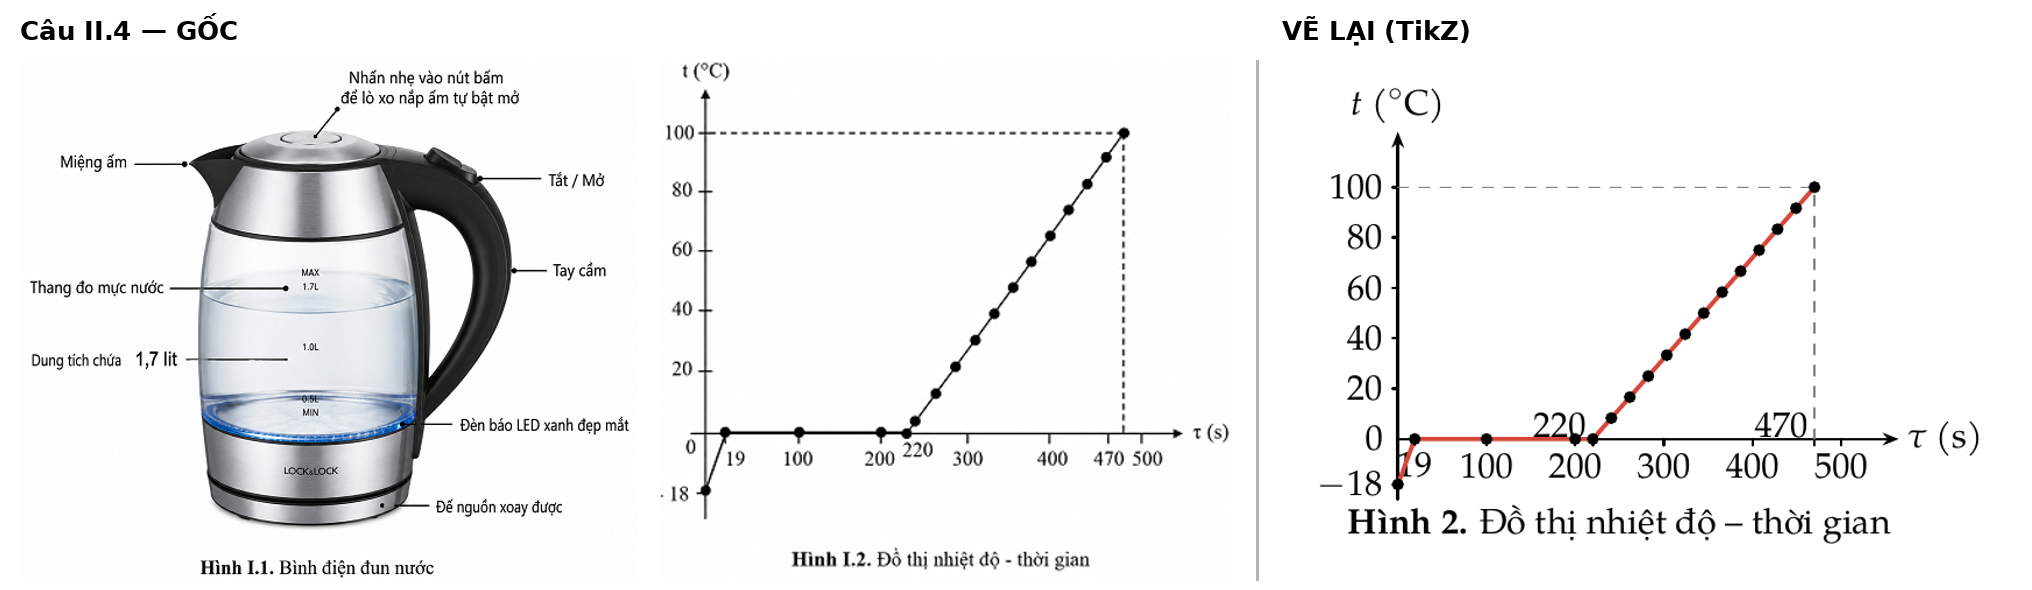 Câu II.4 — GỐC
Nhấn nhẹ vào nút bấm
để lò xo nắp ấm tự bật mở
Miệng ấm
Tắt / Mở
Tay cầm
MAX
1.7L
Thang đo mực nước
1.0L
Dung tích chứa 1,7 lit
0.5L
MIN
Đèn báo LED xanh đẹp mắt
LOCK&LOCK
Đế nguồn xoay được
Hình I.1. Bình điện đun nước
t (°C)
100
80
60
40
20
0
19 100 200 220 300 400 470 500
τ (s)
- 18
Hình I.2. Đồ thị nhiệt độ - thời gian
VẼ LẠI (TikZ)
t (°C)
100
80
60
40
20
220 470
0
τ (s)
19 100 200 300 400 500
−18
Hình 2. Đồ thị nhiệt độ – thời gian